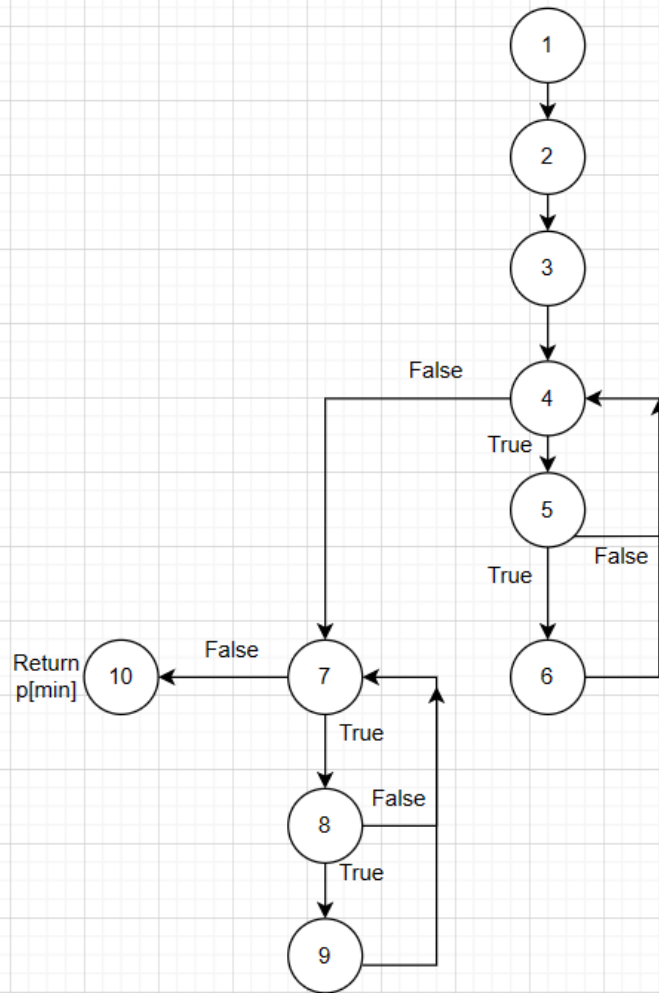 1
2
3
False
4
True
5
False
True
Return
p[min]
10
False
7
6
True
False
8
True
9